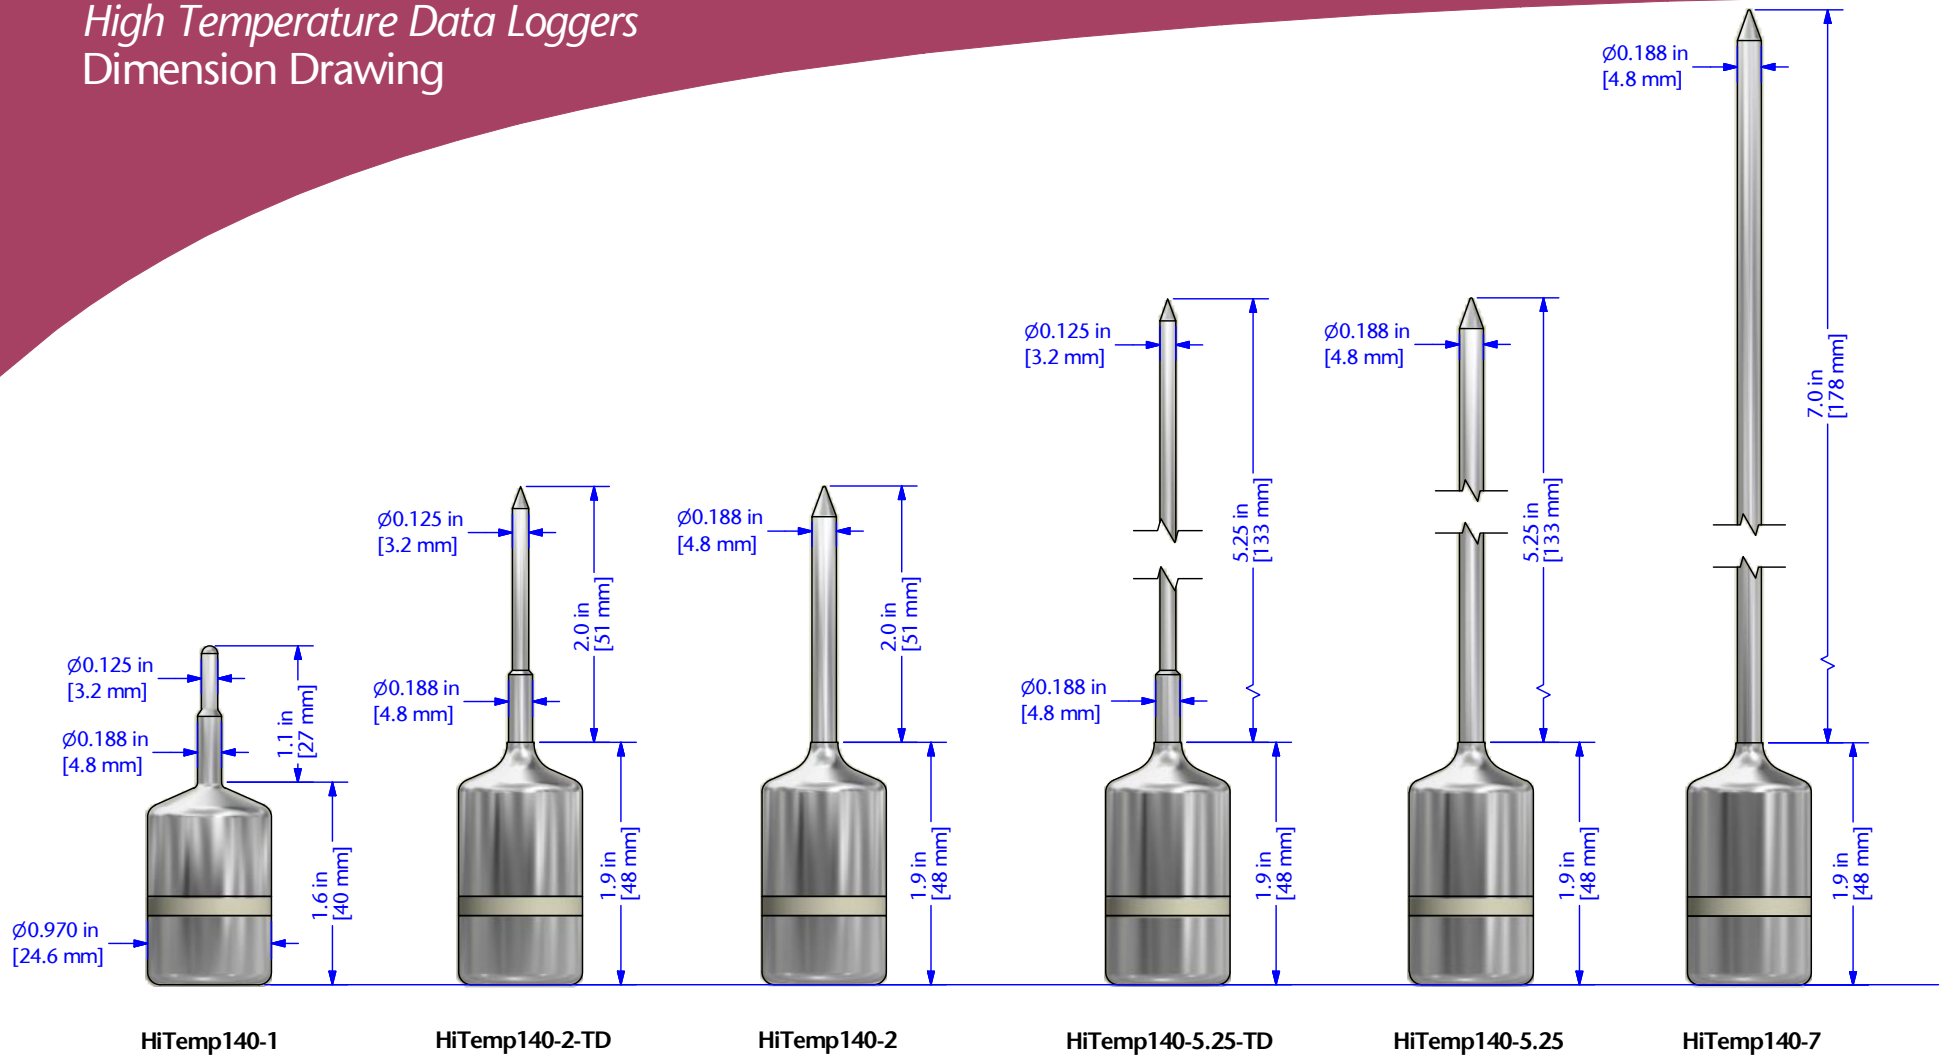 High Temperature Data Loggers
Dimension Drawing
Ø0.125 in
[3.2 mm]
Ø0.188 in
[4.8 mm]
1.1 in
[27 mm]
1.6 in
[40 mm]
Ø0.970 in
[24.6 mm]
HiTemp140-1
Ø0.125 in
[3.2 mm]
Ø0.188 in
[4.8 mm]
2.0 in
[51 mm]
1.9 in
[48 mm]
HiTemp140-2-TD
Ø0.188 in
[4.8 mm]
2.0 in
[51 mm]
1.9 in
[48 mm]
HiTemp140-2
Ø0.125 in
[3.2 mm]
Ø0.188 in
[4.8 mm]
5.25 in
[133 mm]
1.9 in
[48 mm]
HiTemp140-5.25-TD
Ø0.188 in
[4.8 mm]
5.25 in
[133 mm]
1.9 in
[48 mm]
HiTemp140-5.25
Ø0.188 in
[4.8 mm]
7.0 in
[178 mm]
1.9 in
[48 mm]
HiTemp140-7